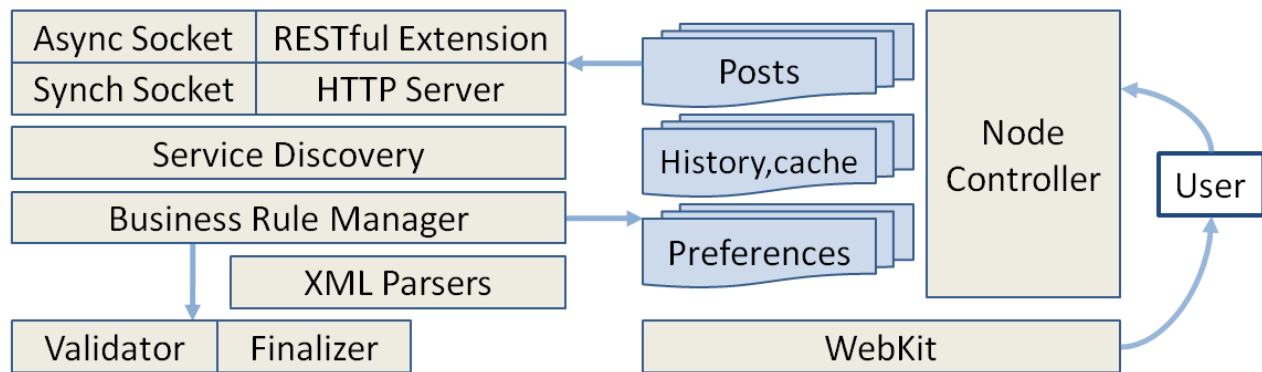 Async Socket
RESTful Extension
Synch Socket
HTTP Server
Service Discovery
Business Rule Manager
XML Parsers
Validator
Finalizer
Posts
History,cache
Preferences
Node
Controller
User
WebKit